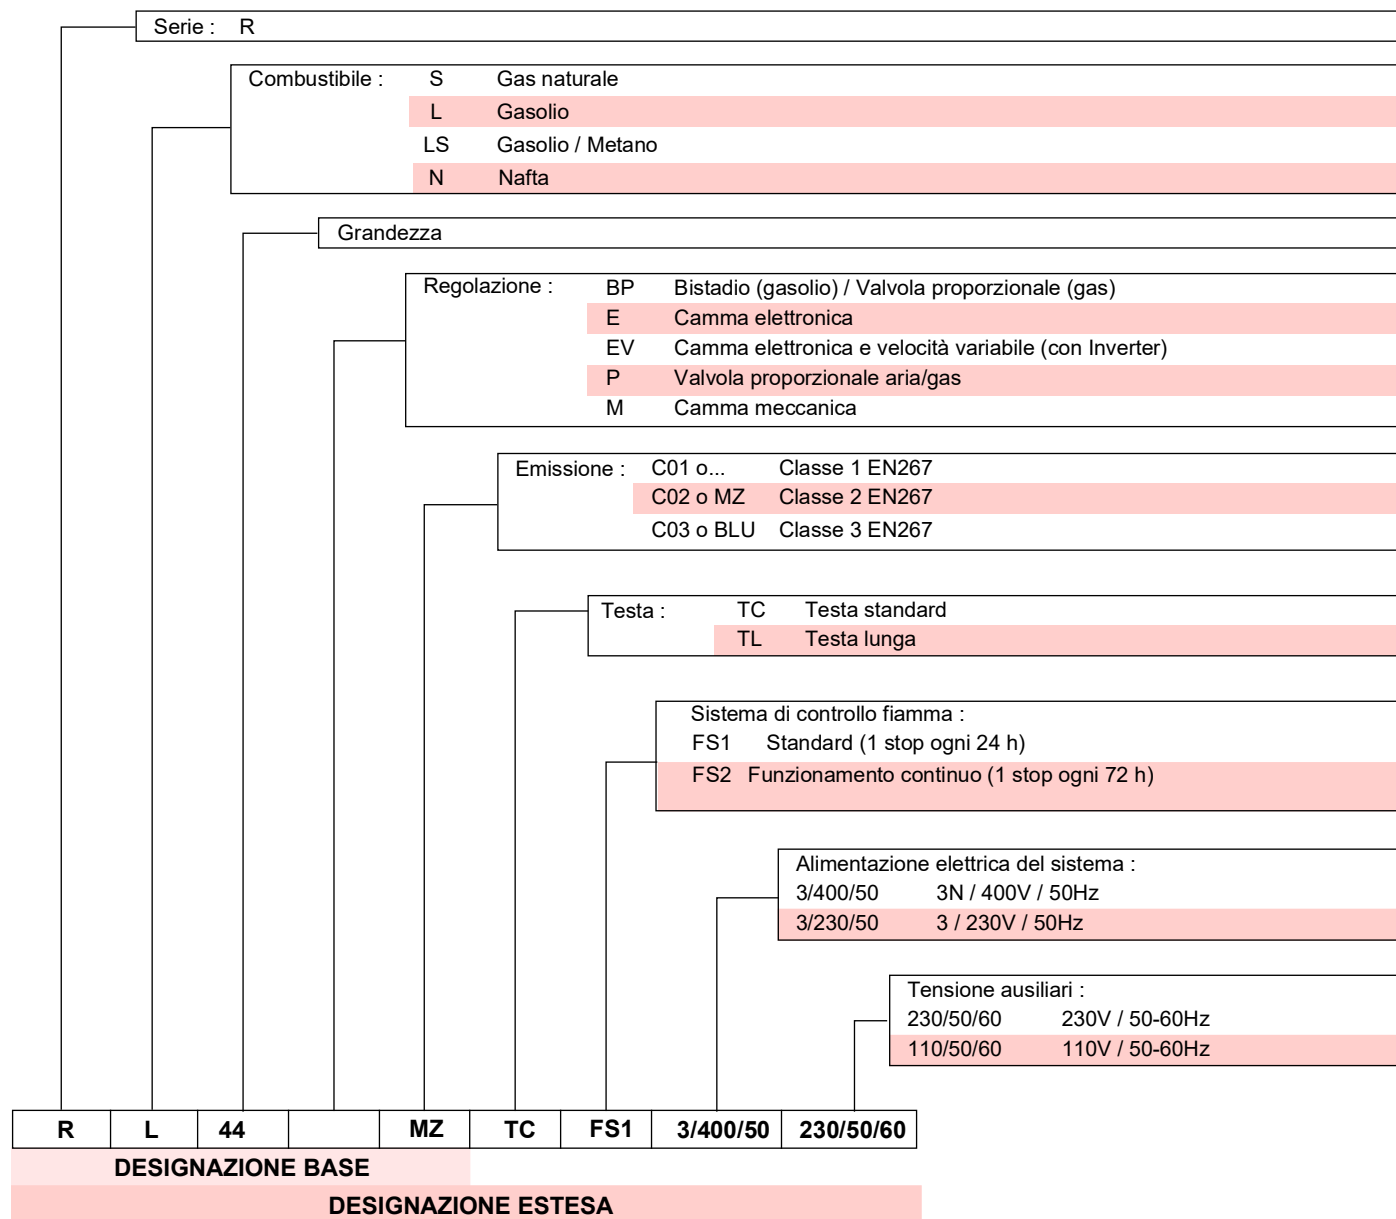 Serie : R
Combustibile : S Gas naturale
L Gasolio
LS Gasolio / Metano
N Nafta
Grandezza
Regolazione : BP Bistadio (gasolio) / Valvola proporzionale (gas)
E Camma elettronica
EV Camma elettronica e velocità variabile (con Inverter)
P Valvola proporzionale aria/gas
M Camma meccanica
Emissione : C01 o... Classe 1 EN267
C02 o MZ Classe 2 EN267
C03 o BLU Classe 3 EN267
Testa : TC Testa standard
TL Testa lunga
Sistema di controllo fiamma :
FS1 Standard (1 stop ogni 24 h)
FS2 Funzionamento continuo (1 stop ogni 72 h)
Alimentazione elettrica del sistema :
3/400/50 3N / 400V / 50Hz
3/230/50 3 / 230V / 50Hz
Tensione ausiliari :
230/50/60 230V / 50-60Hz
110/50/60 110V / 50-60Hz
R L 44 MZ TC FS1 3/400/50 230/50/60
DESIGNAZIONE BASE
DESIGNAZIONE ESTESA